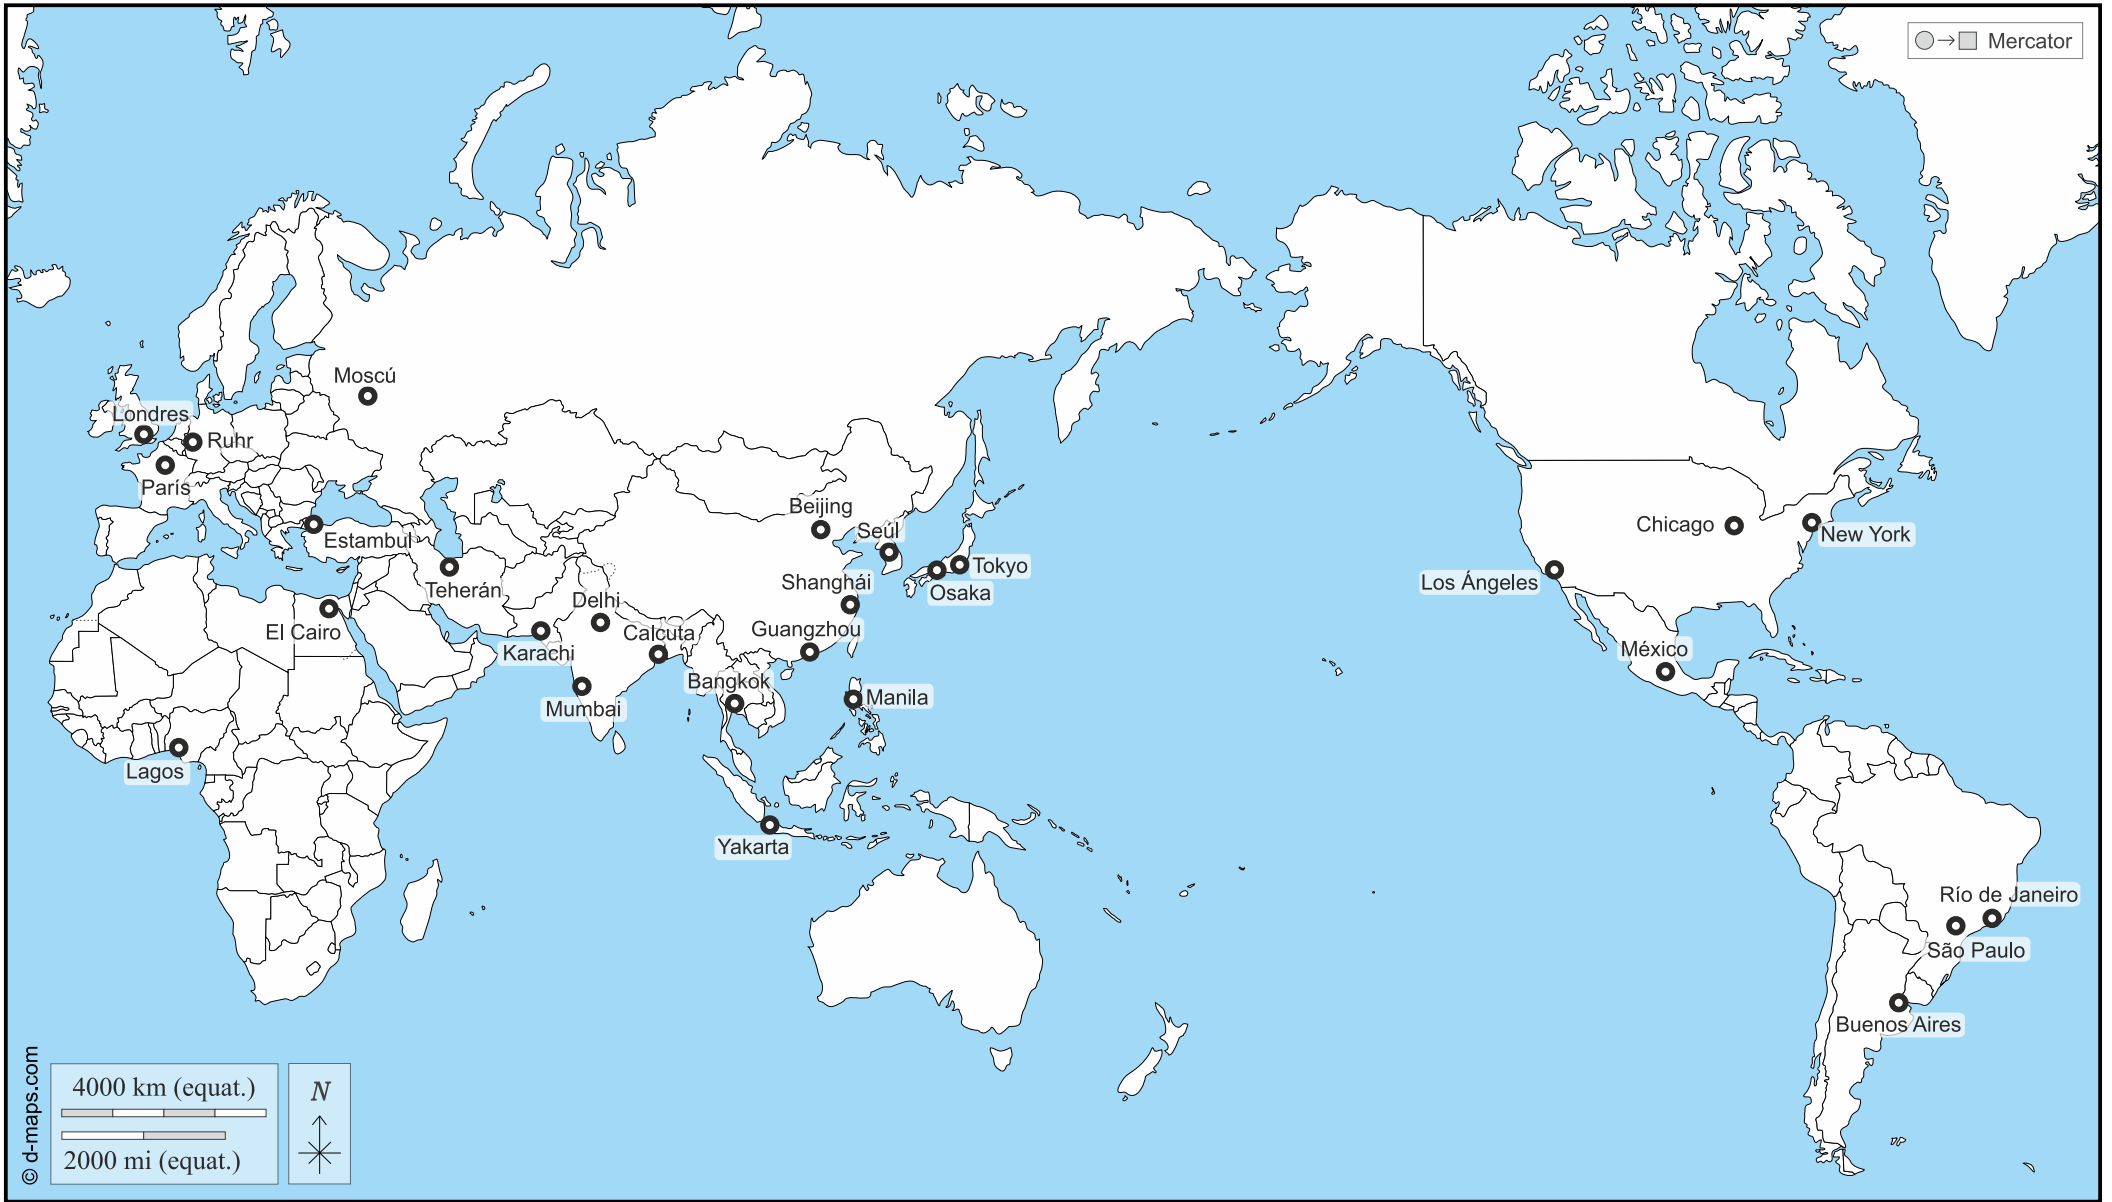 Mercator
Moscú
Londres
Ruhr
París
Estambul
Teherán
El Cairo
Lagos
Karachi
Delhi
Calcuta
Mumbai
Beijing
Seúl
Tokyo
Osaka
Shanghái
Guangzhou
Bangkok
Manila
Yakarta
Chicago
New York
Los Ángeles
México
Río de Janeiro
São Paulo
Buenos Aires
4000 km (equat.)
2000 mi (equat.)
N
© d-maps.com